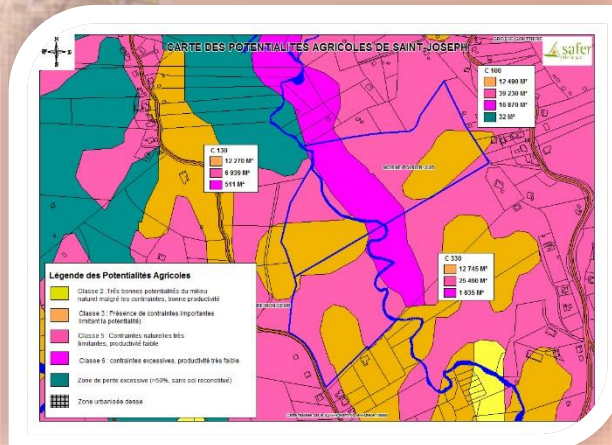 CARTE DES POTENTIALITES AGRICOLES DE SAINT-JOSEPH
safer
C 100
12 490 M²
39 230 M²
16 870 M²
32 M²
C 130
12 270 M²
6 939 M²
511 M²
C 330
12 745 M²
25 490 M²
1 635 M²
Légende des Potentialités Agricoles
Classe 2 : Très bonnes potentialités du milieu
naturel malgré les contraintes, bonne productivité
Classe 3 : Présence de contraintes importantes
limitant la potentialité)
Classe 5 : Contraintes naturelles très
limitantes, productivité faible
Classe 6 : contraintes excessives, productivité très faible
Zone de pente excessive (>50%, sans sol reconstitué)
Zone urbanisée dense